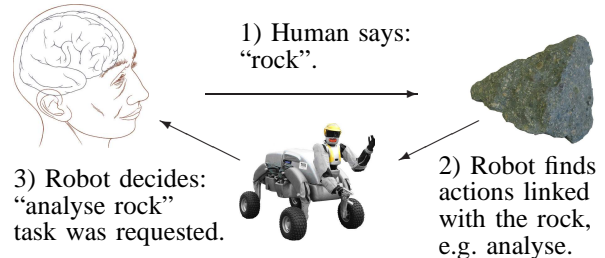 1) Human says:
“rock”.
2) Robot finds
actions linked
with the rock,
e.g. analyse.
3) Robot decides:
“analyse rock”
task was requested.